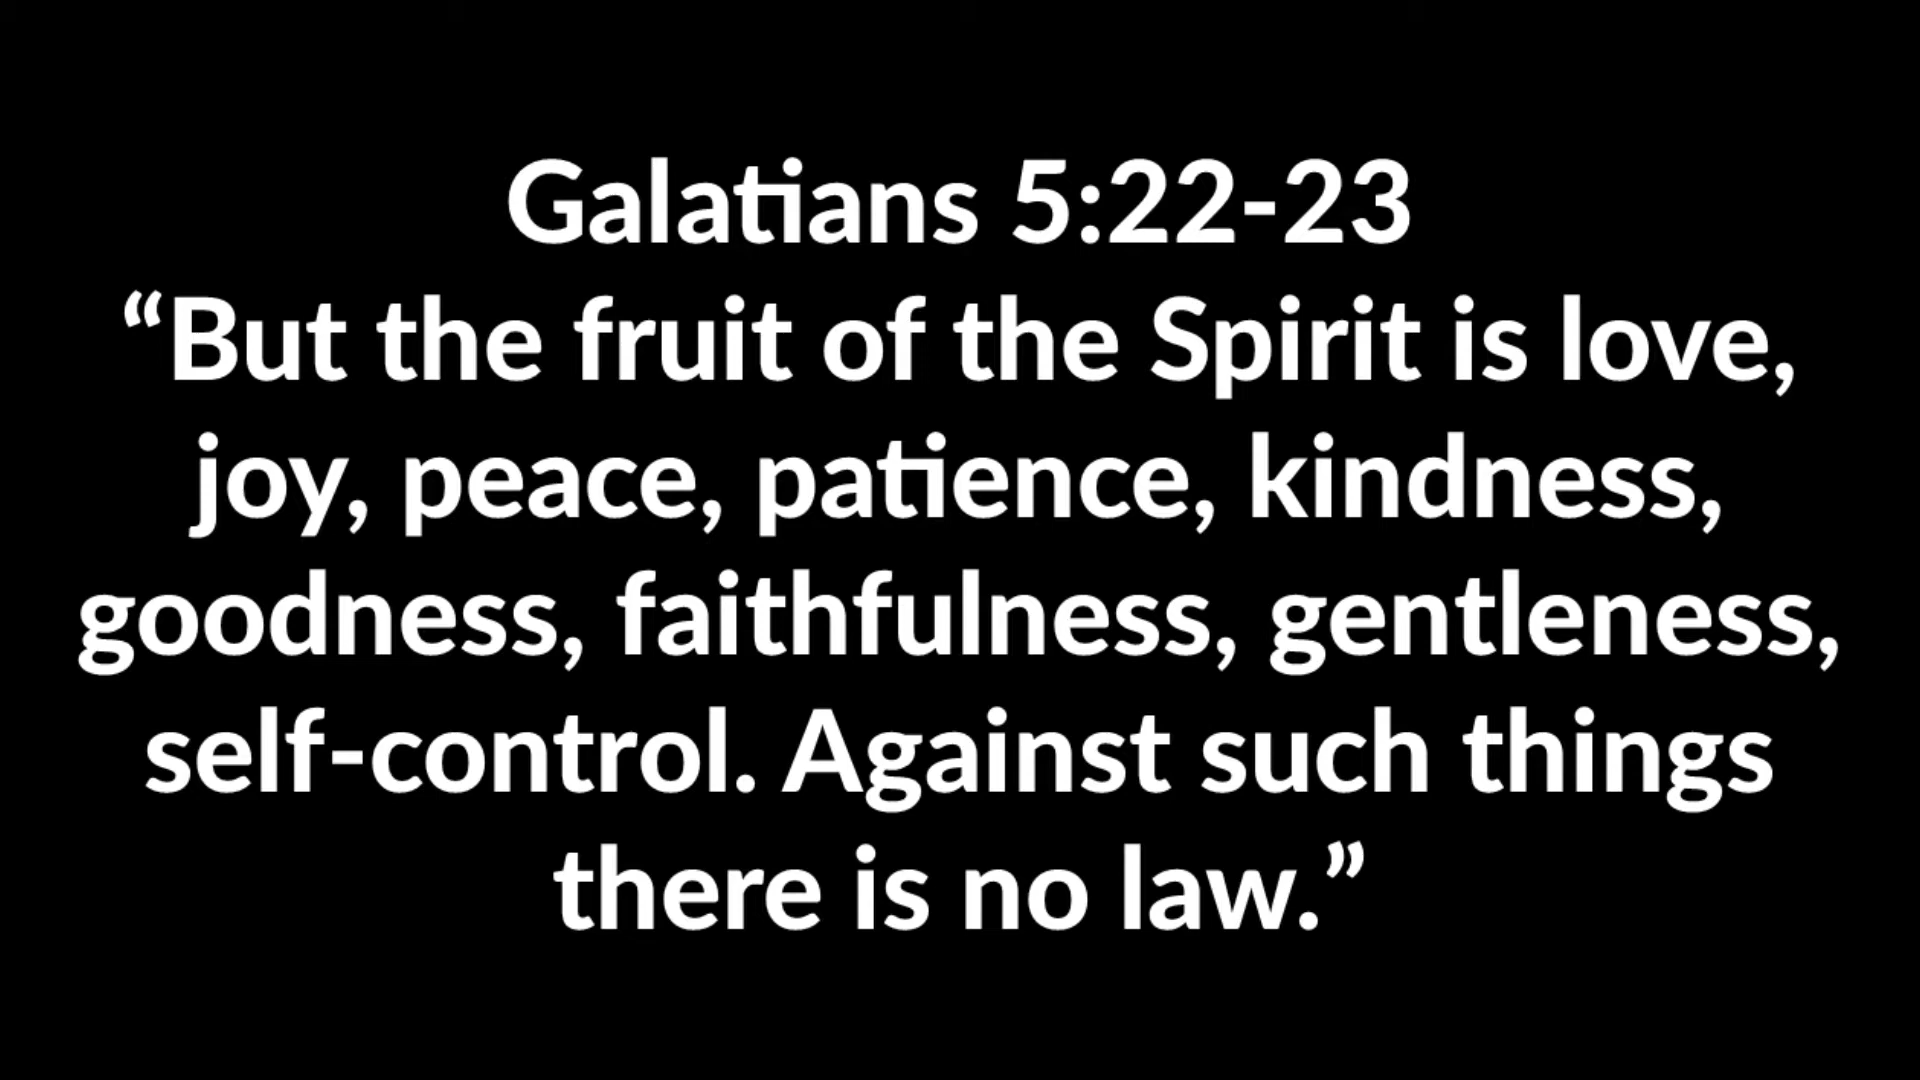 Galatians 5:22-23
“But the fruit of the Spirit is love,
joy, peace, patience, kindness,
goodness, faithfulness, gentleness,
self-control. Against such things
there is no law.”